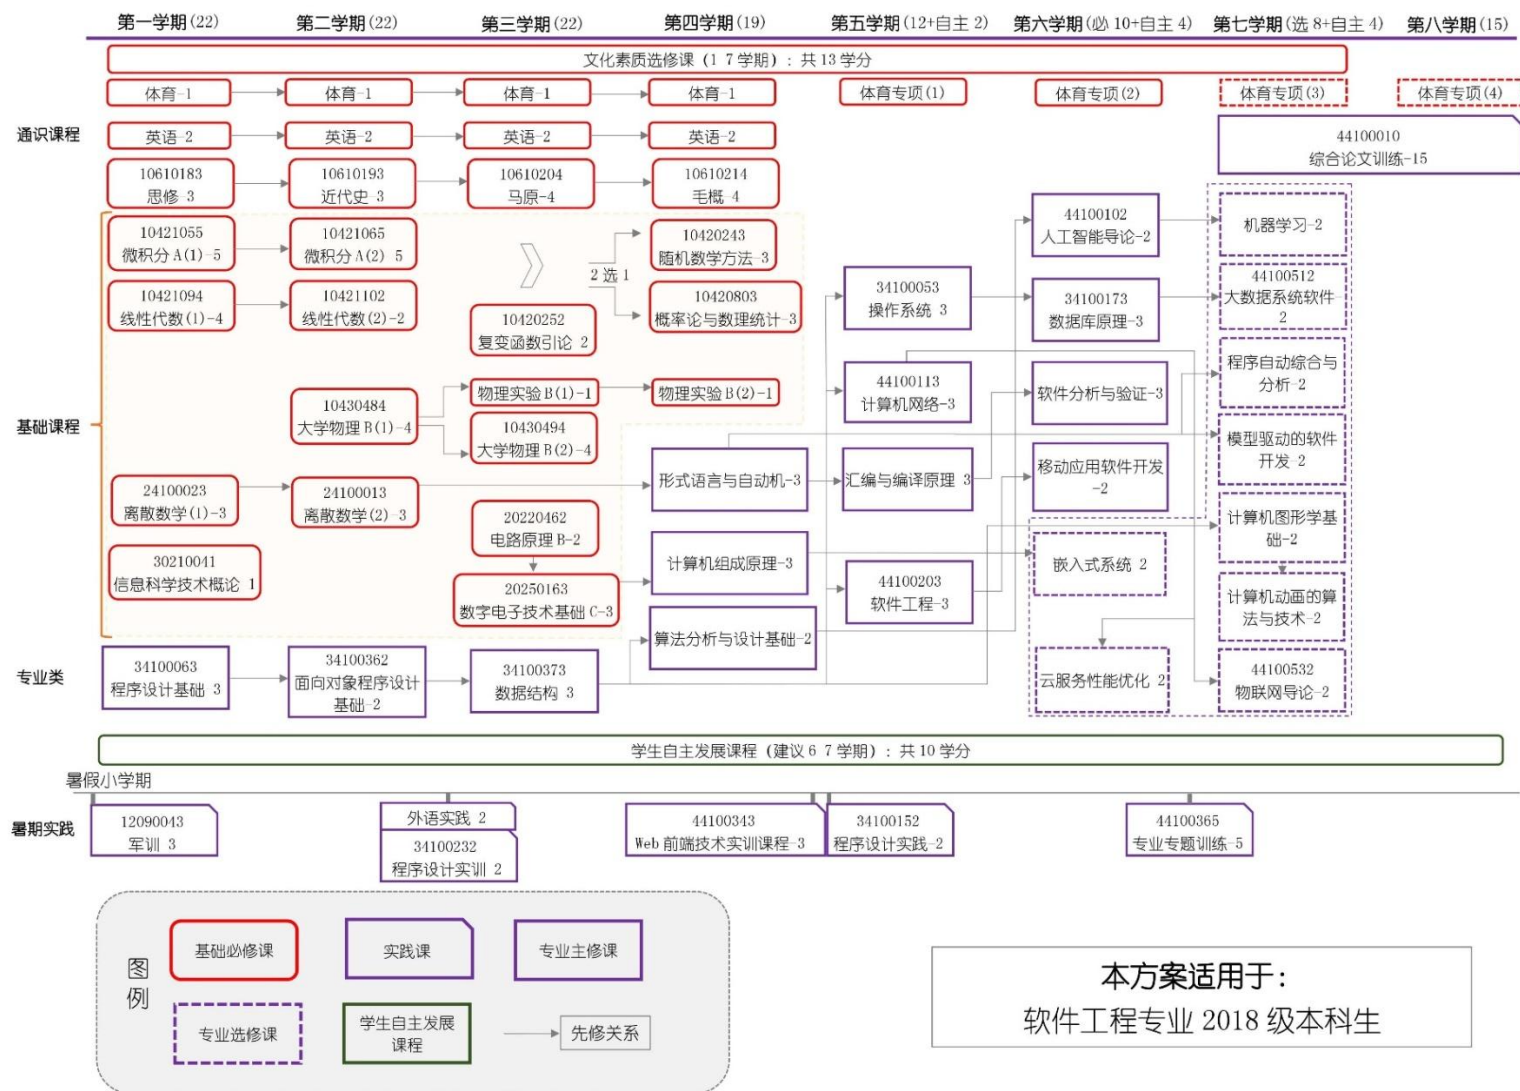 第一学期(22)
第二学期(22)
第三学期(22)
第四学期(19)
第五学期(12+自主 2)
第六学期(必 10+自主 4)
第七学期(选 8+自主 4)
第八学期(15)
文化素质选修课（1 7 学期）: 共 13 学分
通识课程
体育-1
体育-1
体育-1
体育-1
体育专项(1)
体育专项(2)
体育专项(3)
体育专项(4)
英语-2
英语-2
英语-2
英语-2
44100010
综合论文训练-15
10610183
思修 3
10610193
近代史 3
10610204
马原-4
10610214
毛概 4
基础课程
10421055
微积分 A(1)-5
10421065
微积分 A(2) 5
2 选 1
10420243
随机数学方法-3
44100102
人工智能导论-2
机器学习-2
10421094
线性代数(1)-4
10421102
线性代数(2)-2
10420252
复变函数引论 2
10420803
概率论与数理统计-3
34100053
操作系统 3
34100173
数据库原理-3
44100512
大数据系统软件-
2
10430484
大学物理 B(1)-4
物理实验 B(1)-1
物理实验 B(2)-1
44100113
计算机网络-3
软件分析与验证-3
程序自动综合与
分析-2
10430494
大学物理 B(2)-4
模型驱动的软件
开发-2
24100023
离散数学(1)-3
24100013
离散数学(2)-3
形式语言与自动机-3
汇编与编译原理 3
移动应用软件开发
-2
20220462
电路原理 B-2
计算机图形学基
础-2
30210041
信息科学技术概论 1
20250163
数字电子技术基础 C-3
计算机组成原理-3
44100203
软件工程-3
嵌入式系统 2
计算机动画的算
法与技术-2
算法分析与设计基础-2
专业类
34100063
程序设计基础 3
34100362
面向对象程序设计
基础-2
34100373
数据结构 3
云服务性能优化 2
44100532
物联网导论-2
学生自主发展课程（建议 6 7 学期）: 共 10 学分
暑假小学期
暑期实践
12090043
军训 3
外语实践 2
34100232
程序设计实训 2
44100343
Web 前端技术实训课程-3
34100152
程序设计实践-2
44100365
专业专题训练-5
图例
基础必修课
实践课
专业主修课
专业选修课
学生自主发展
课程
先修关系
本方案适用于:
软件工程专业 2018 级本科生